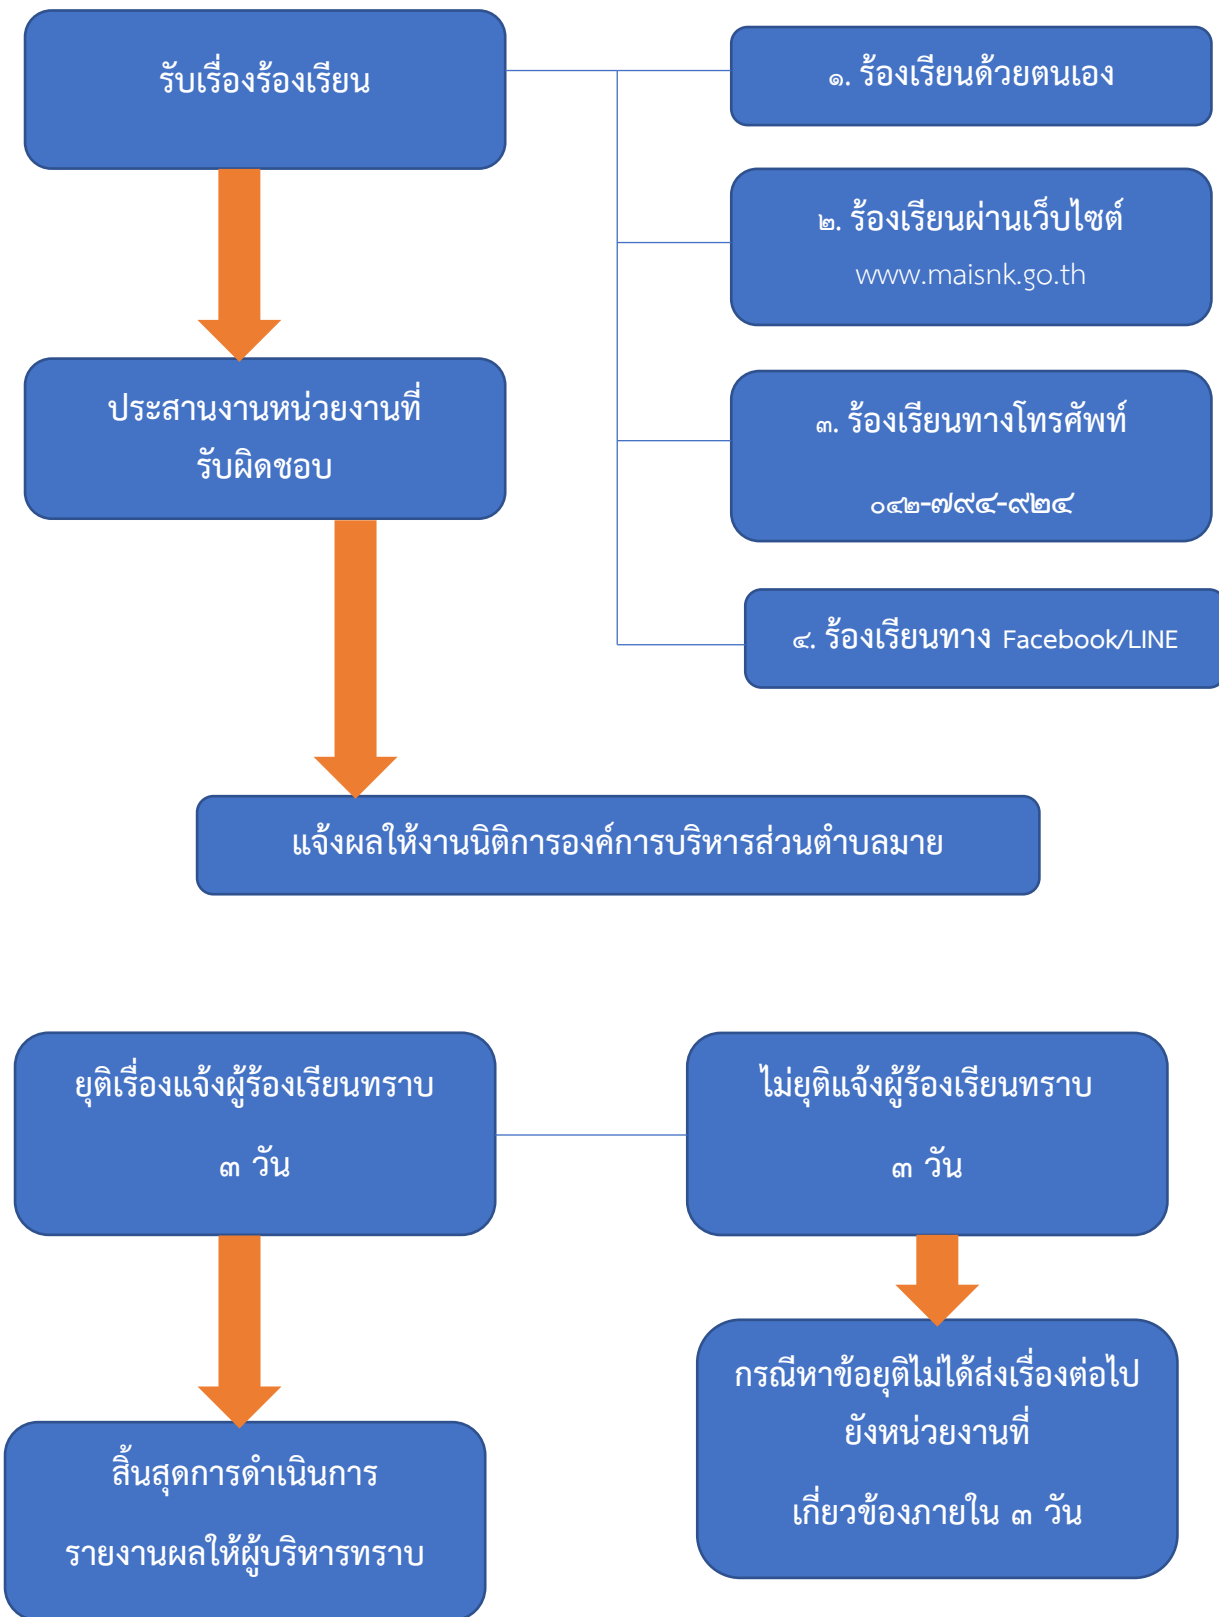 รับเรื่องร้องเรียน
๑. ร้องเรียนด้วยตนเอง
๒. ร้องเรียนผ่านเว็บไซต์
www.maisnk.go.th
ประสานงานหน่วยงานที่
รับผิดชอบ
๓. ร้องเรียนทางโทรศัพท์
๐๔๒-๗๙๔-๙๒๔
๔. ร้องเรียนทาง Facebook/LINE
แจ้งผลให้งานนิติการองค์การบริหารส่วนตำบลมาย
ยุติเรื่องแจ้งผู้ร้องเรียนทราบ
๓ วัน
ไม่ยุติแจ้งผู้ร้องเรียนทราบ
๓ วัน
กรณีหาข้อยุติไม่ได้ส่งเรื่องต่อไป
ยังหน่วยงานที่
เกี่ยวข้องภายใน ๓ วัน
สิ้นสุดการดำเนินการ
รายงานผลให้ผู้บริหารทราบ